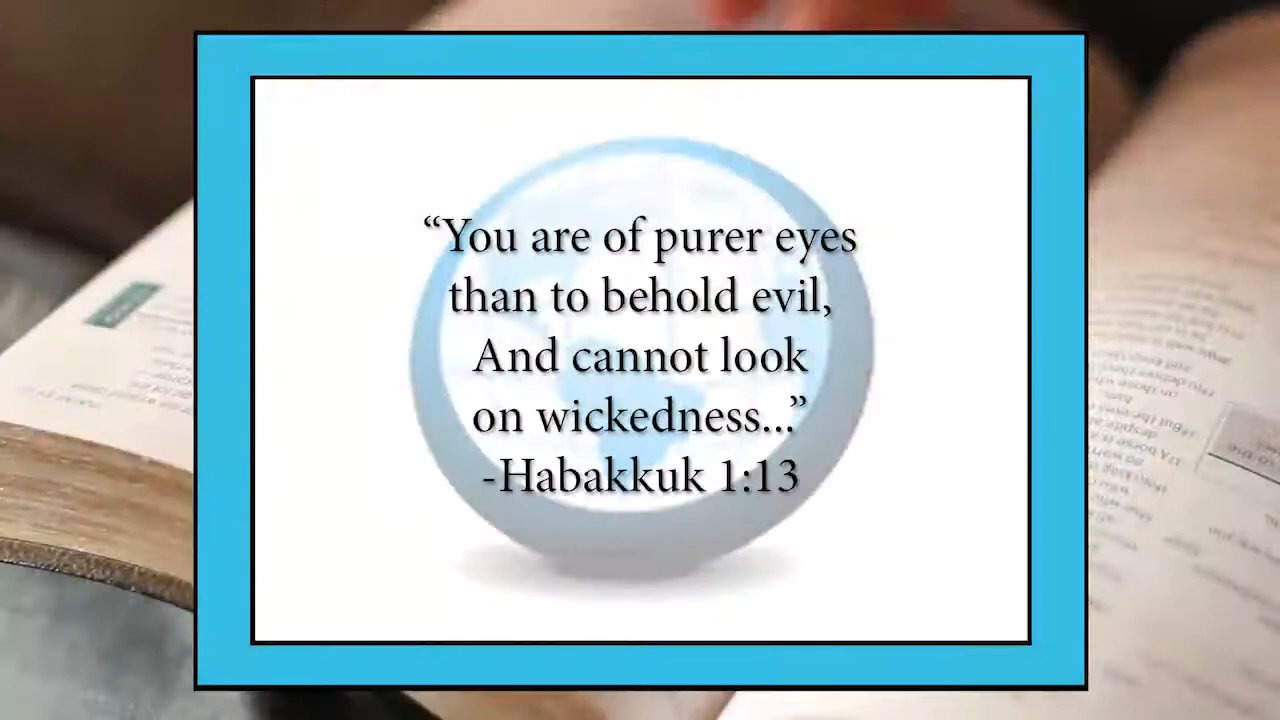 “You are of purer eyes
than to behold evil,
And cannot look
on wickedness...”
-Habakkuk 1:13